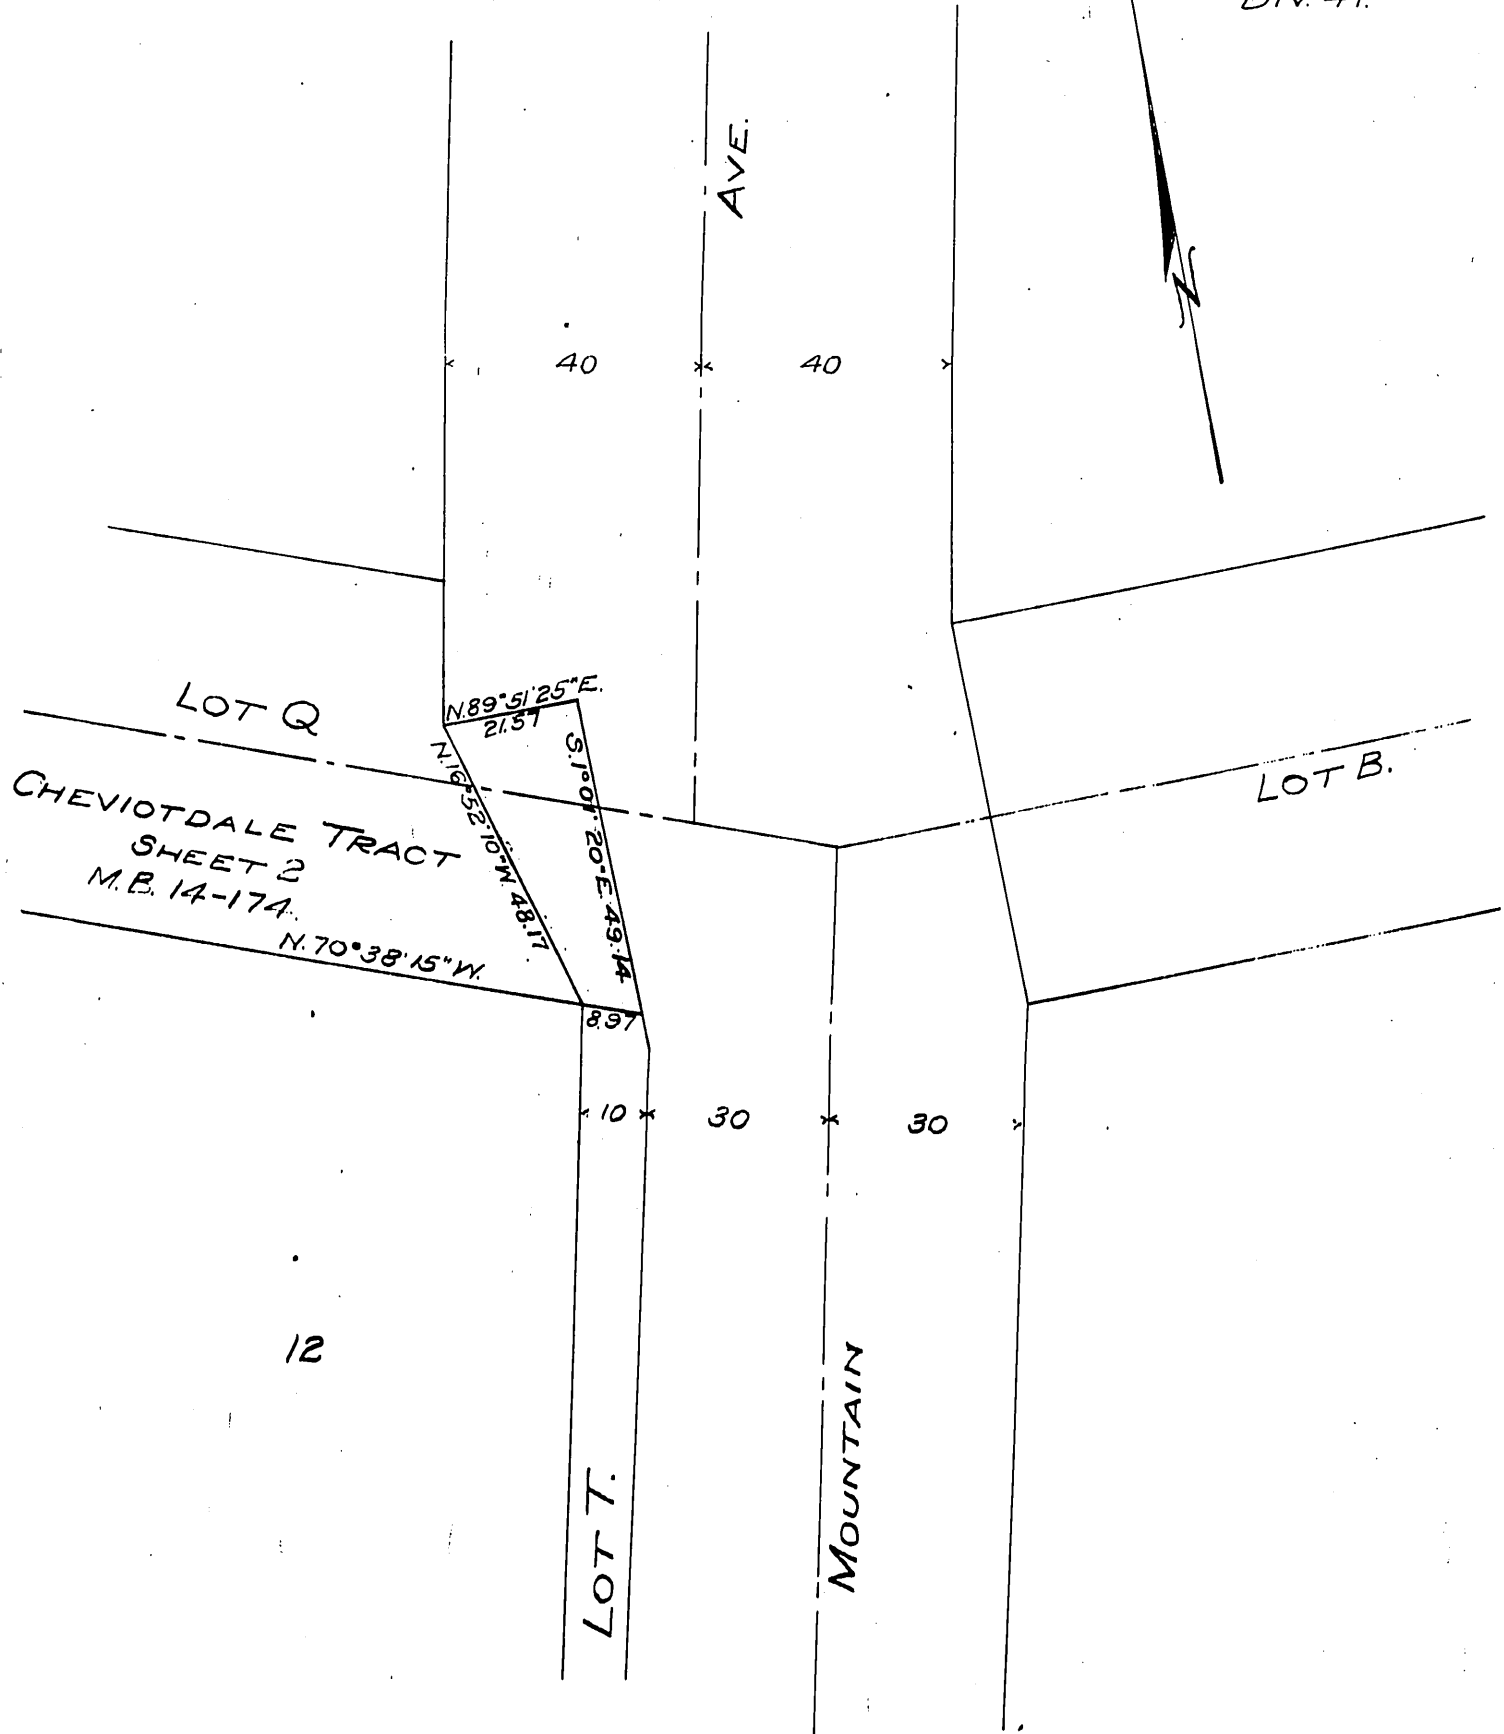 AVE.
N
40
40
N.89°51'25"E.
21.57
LOT Q
S.1°01'20"E. 49.14
N.16°52'10"W. 48.17
LOT B.
CHEVIOTDALE TRACT
SHEET 2
M.B. 14-174.
N.70°38'15"W.
8.97
10
30
30
12
MOUNTAIN
LOT T.